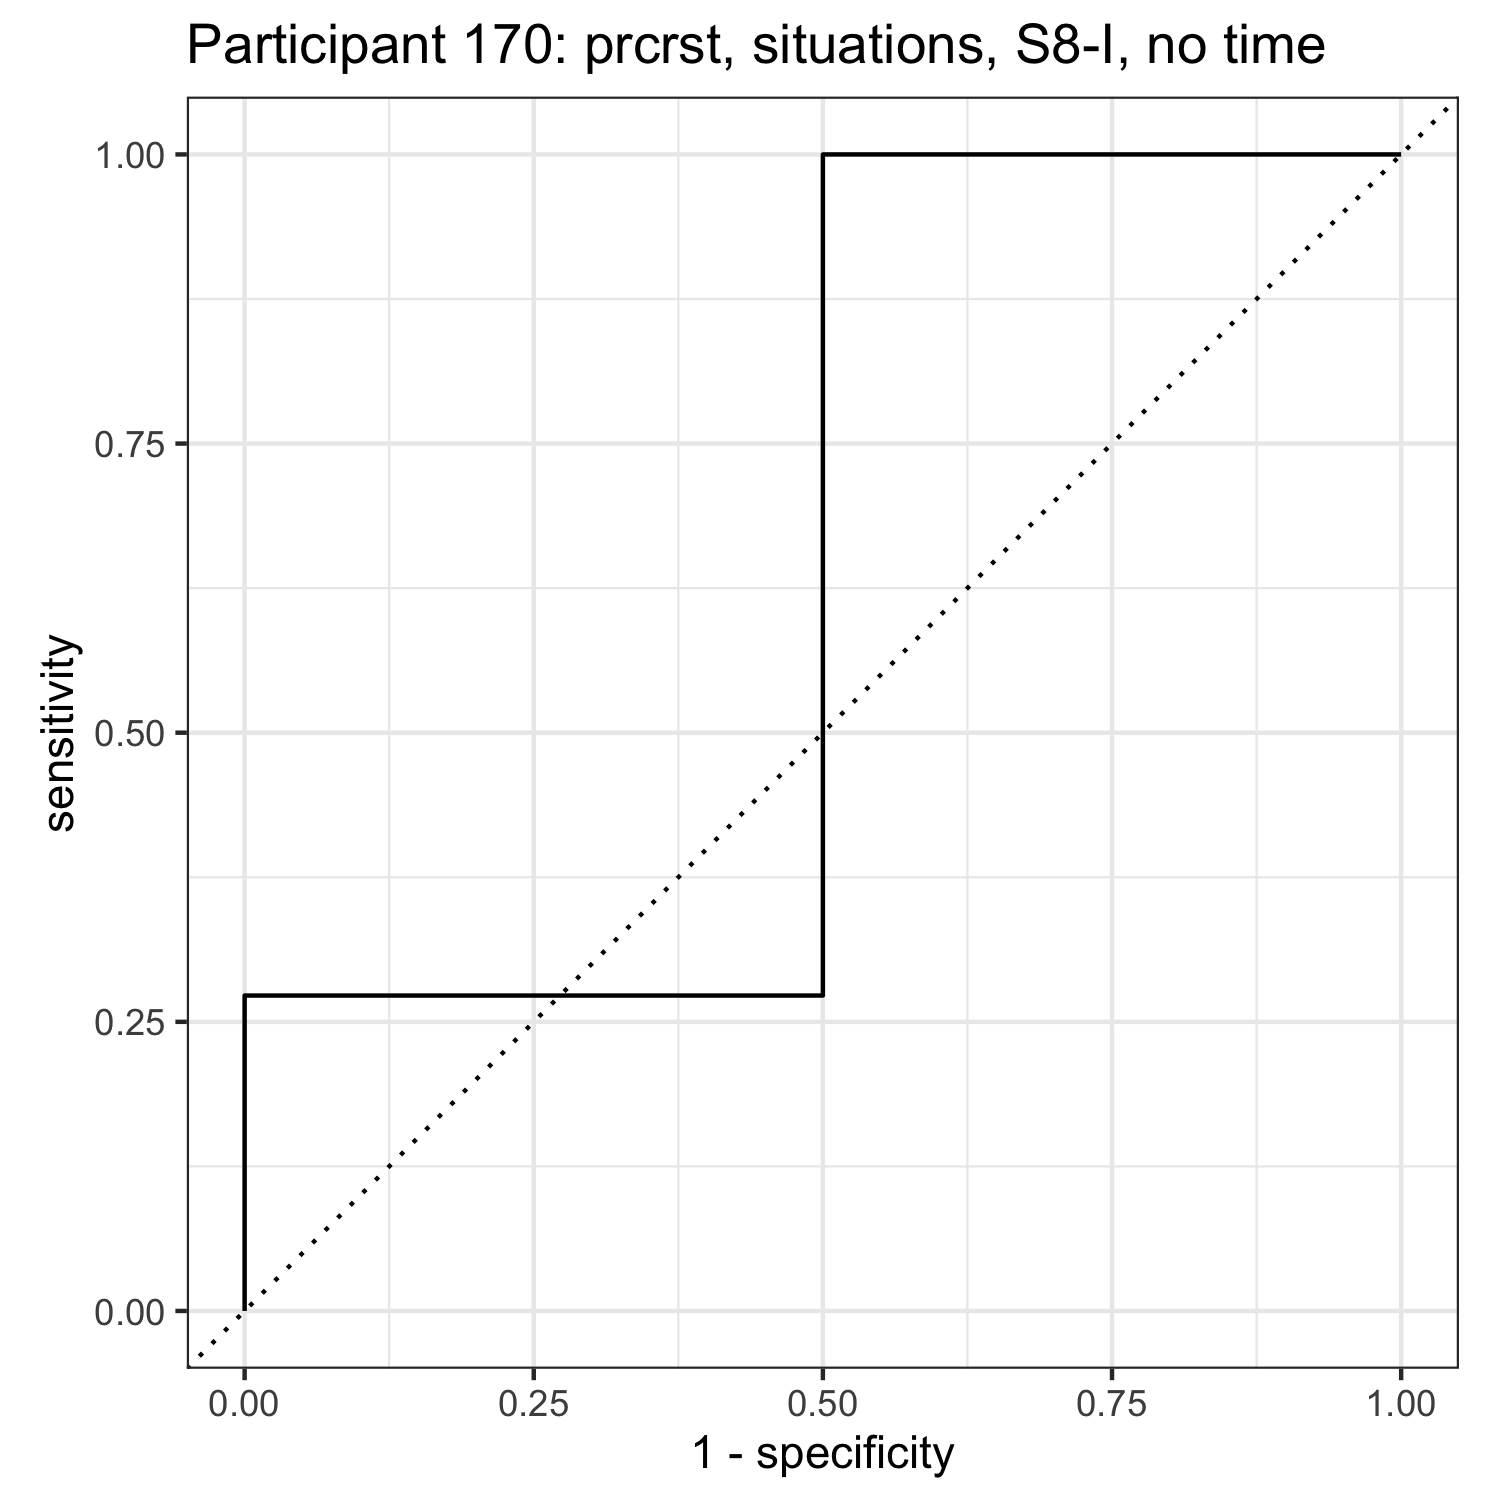 Participant 170: prcrst, situations, S8-I, no time
1.00
0.75
0.50
0.25
0.00
sensitivity
0.00 0.25 0.50 0.75 1.00
1 - specificity